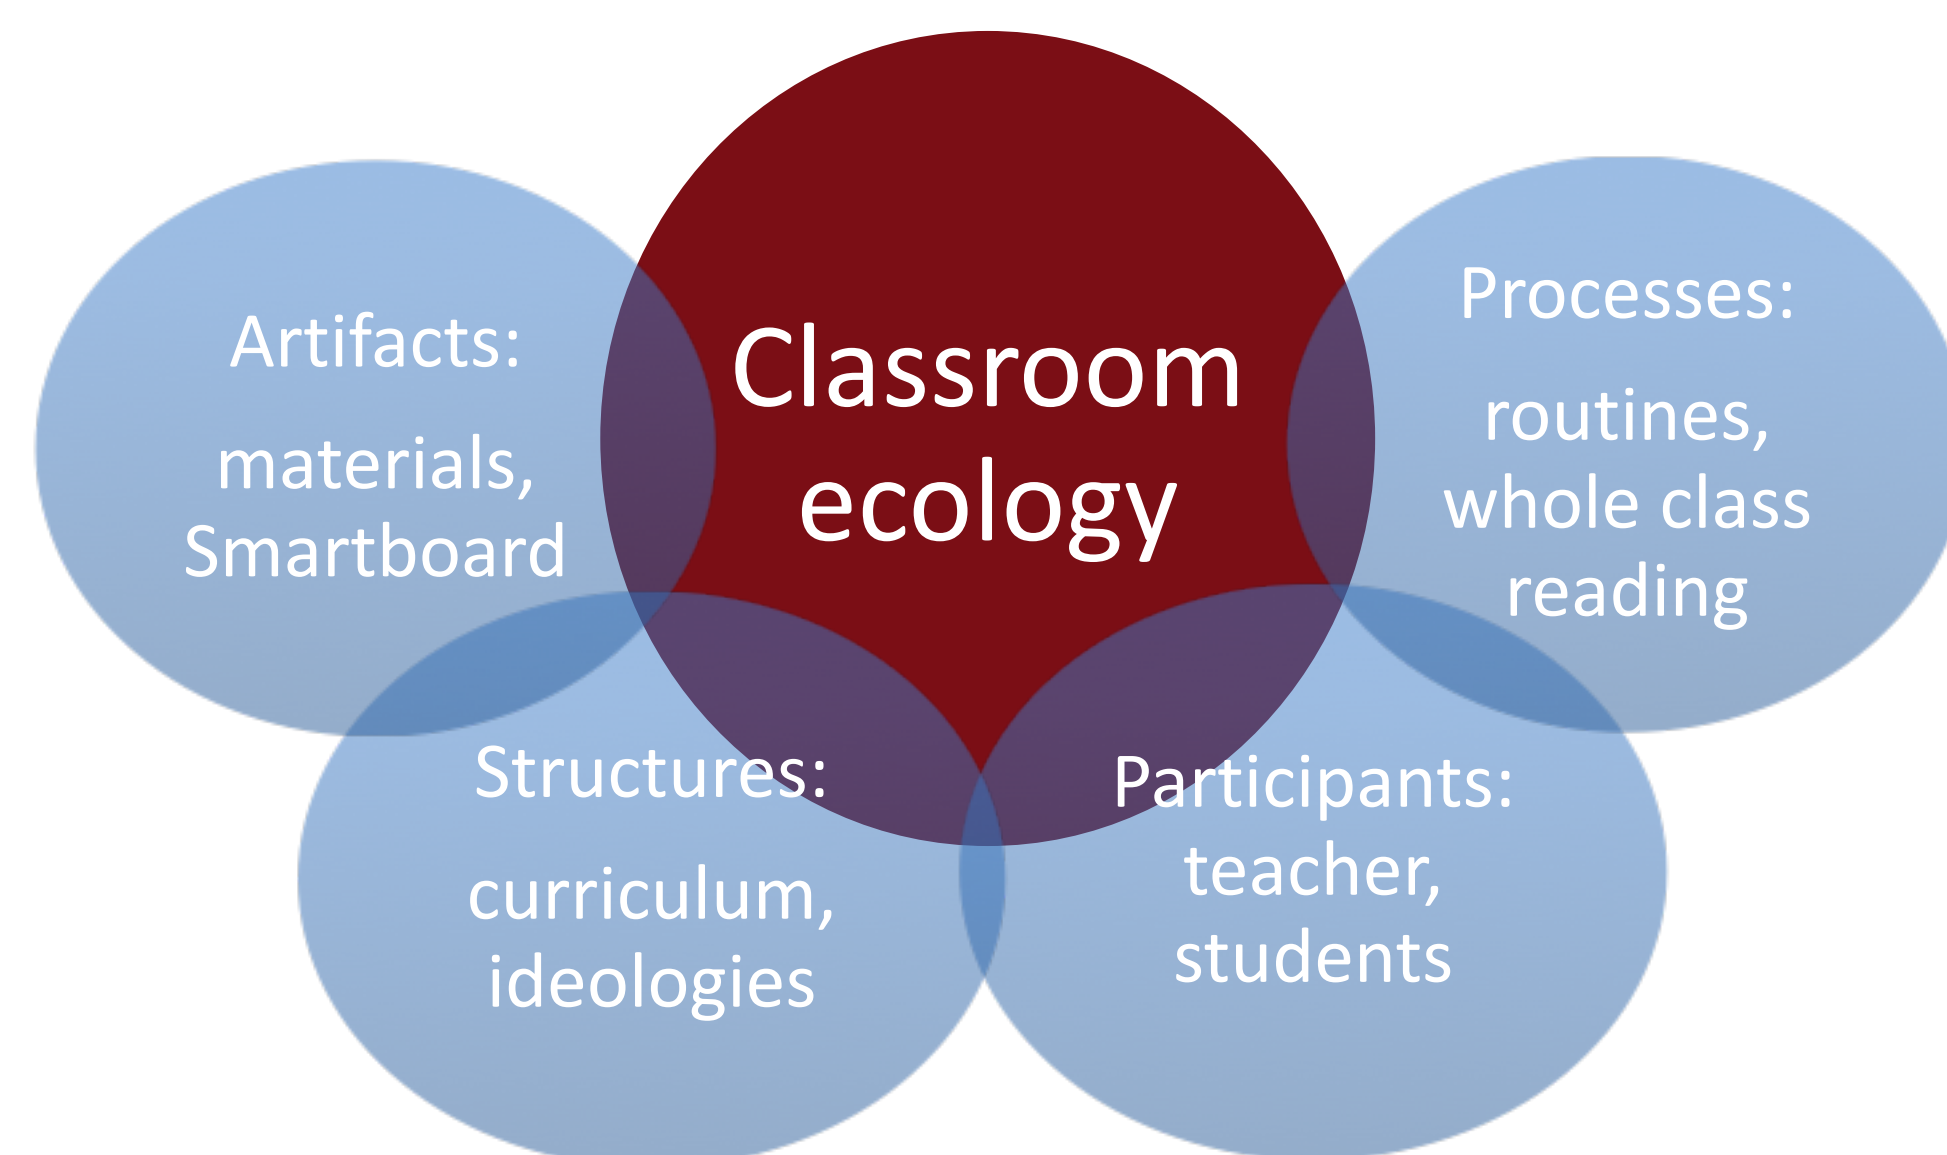 Classroom
ecology
Artifacts:
materials,
Smartboard
Structures:
curriculum,
ideologies
Participants:
teacher,
students
Processes:
routines,
whole class
reading